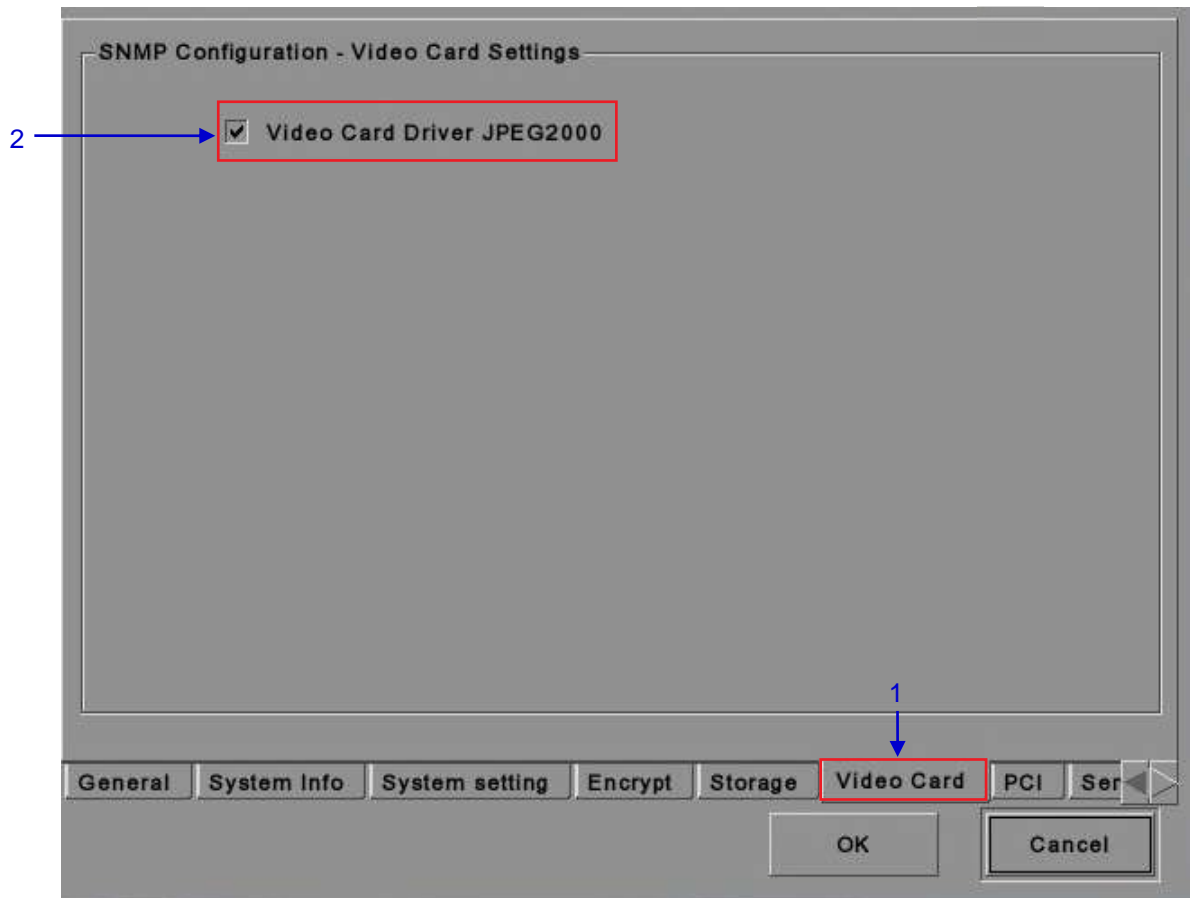 SNMP Configuration - Video Card Settings
2
Video Card Driver JPEG2000
1
General System Info System setting Encrypt Storage Video Card PCI Ser
OK Cancel